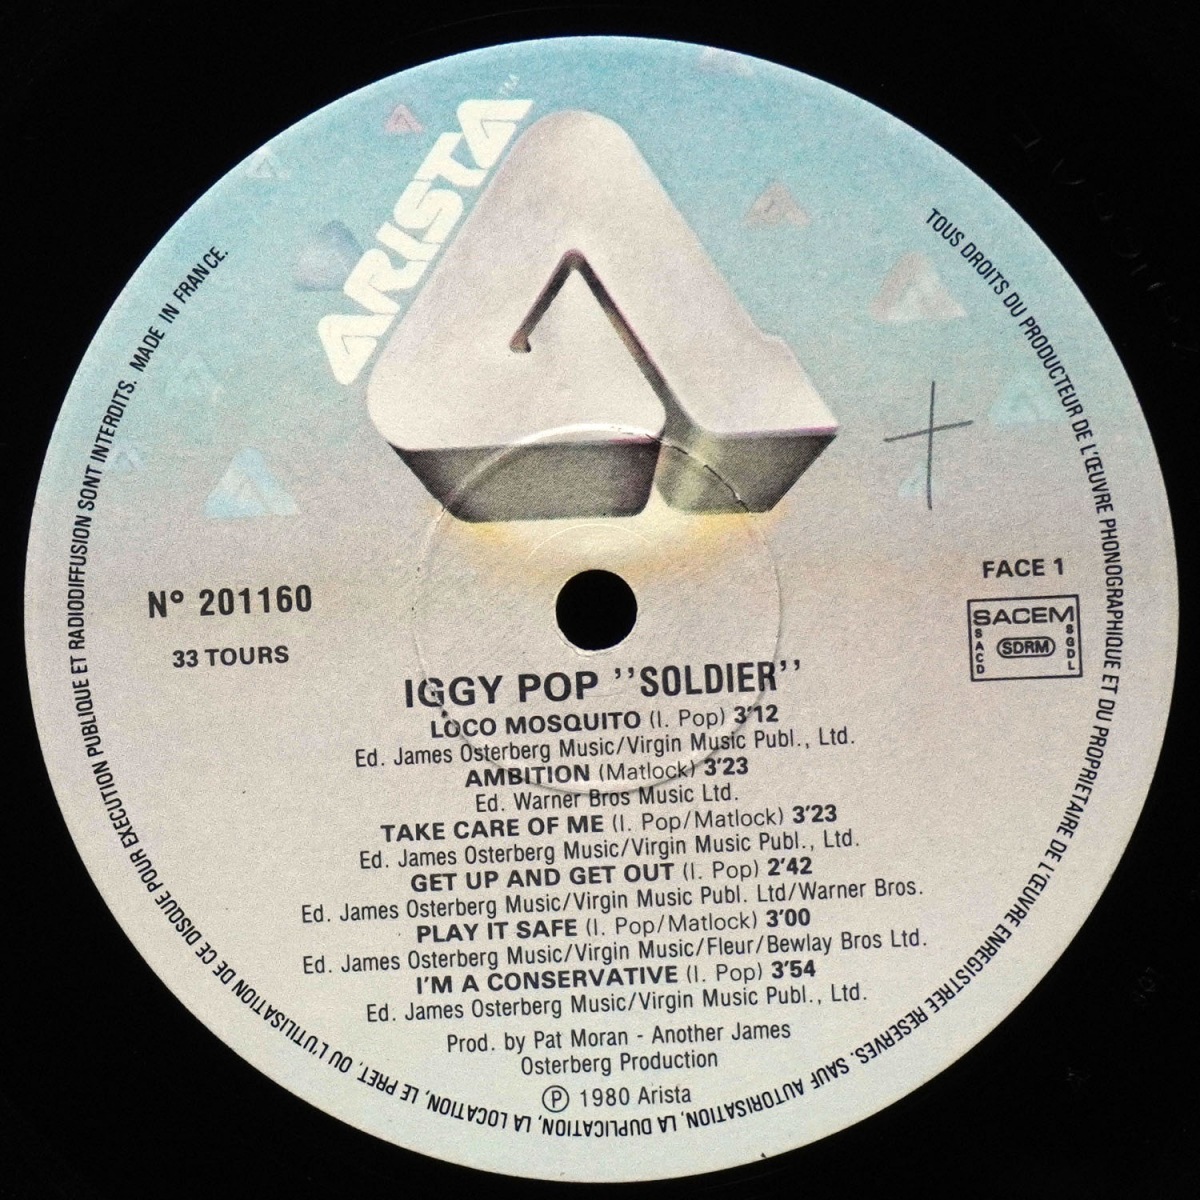 ARISTA™
MADE IN FRANCE.
TOUS DROITS DU PRODUCTEUR DE L'ŒUVRE PHONOGRAPHIQUE ET DU PROPRIETAIRE DE L'ŒUVRE ENREGISTREE RESERVES. SAUF AUTORISATION, LA DUPLICATION, LA LOCATION, LE PRET, OU L'UTILISATION DE CE DISQUE POUR EXECUTION PUBLIQUE ET RADIODIFFUSION SONT INTERDITS.
N° 201160
33 TOURS
FACE 1
SACEM
SACD
SDRM
SGDL
IGGY POP ''SOLDIER''
LOCO MOSQUITO (I. Pop) 3'12
Ed. James Osterberg Music/Virgin Music Publ., Ltd.
AMBITION (Matlock) 3'23
Ed. Warner Bros Music Ltd.
TAKE CARE OF ME (I. Pop/Matlock) 3'23
Ed. James Osterberg Music/Virgin Music Publ., Ltd.
GET UP AND GET OUT (I. Pop) 2'42
Ed. James Osterberg Music/Virgin Music Publ. Ltd/Warner Bros.
PLAY IT SAFE (I. Pop/Matlock) 3'00
Ed. James Osterberg Music/Virgin Music/Fleur/Bewlay Bros Ltd.
I'M A CONSERVATIVE (I. Pop) 3'54
Ed. James Osterberg Music/Virgin Music Publ., Ltd.
Prod. by Pat Moran - Another James
Osterberg Production
Ⓟ 1980 Arista